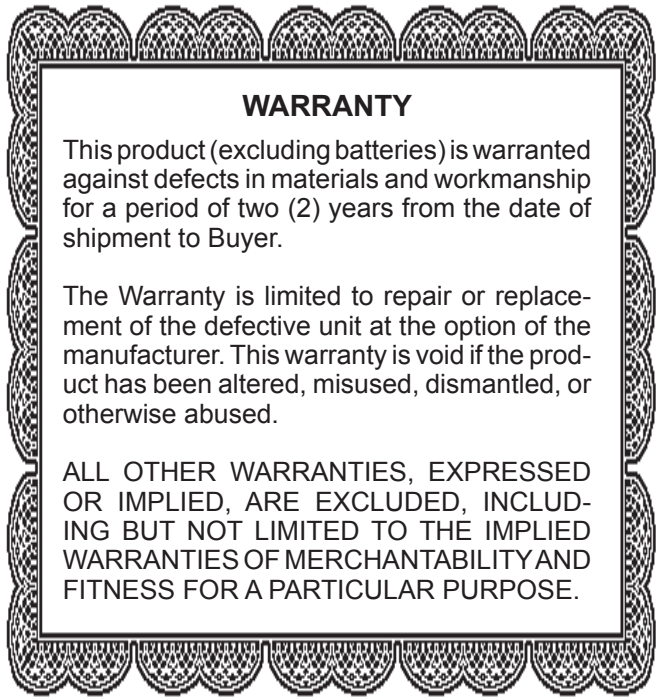 WARRANTY
This product (excluding batteries) is warranted
against defects in materials and workmanship
for a period of two (2) years from the date of
shipment to Buyer.
The Warranty is limited to repair or replace-
ment of the defective unit at the option of the
manufacturer. This warranty is void if the prod-
uct has been altered, misused, dismantled, or
otherwise abused.
ALL OTHER WARRANTIES, EXPRESSED
OR IMPLIED, ARE EXCLUDED, INCLUD-
ING BUT NOT LIMITED TO THE IMPLIED
WARRANTIES OF MERCHANTABILITY AND
FITNESS FOR A PARTICULAR PURPOSE.